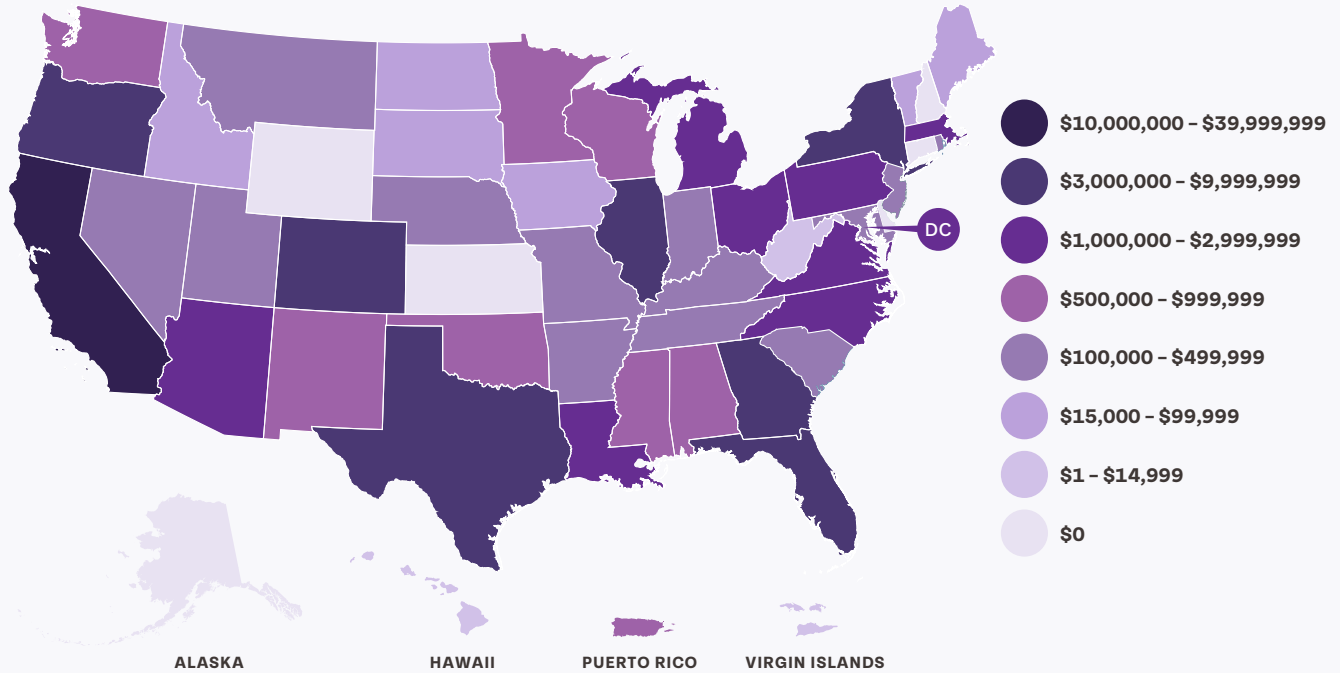 $10,000,000 – $39,999,999
$3,000,000 – $9,999,999
$1,000,000 – $2,999,999
DC
$500,000 – $999,999
$100,000 – $499,999
$15,000 – $99,999
$1 – $14,999
$0
ALASKA
HAWAII
PUERTO RICO
VIRGIN ISLANDS